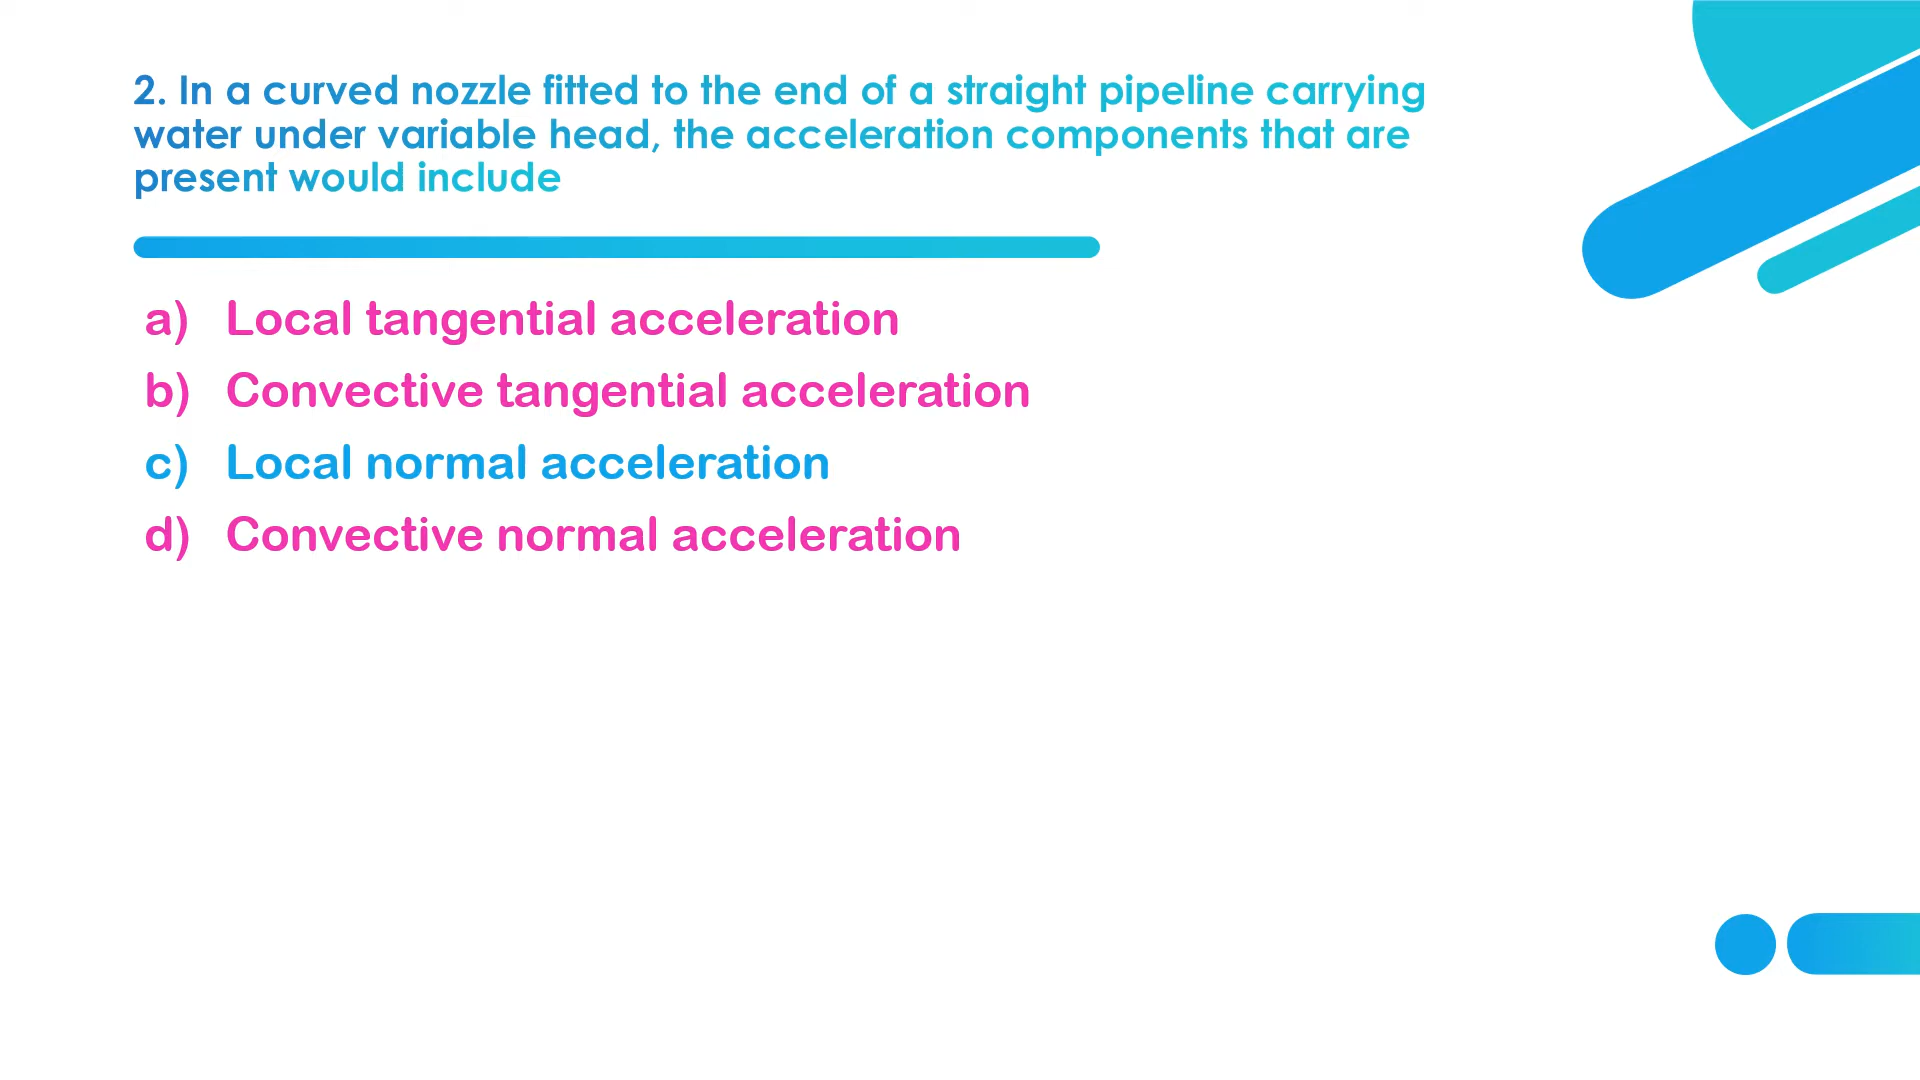 2. In a curved nozzle fitted to the end of a straight pipeline carrying
water under variable head, the acceleration components that are
present would include
a) Local tangential acceleration
b) Convective tangential acceleration
c) Local normal acceleration
d) Convective normal acceleration